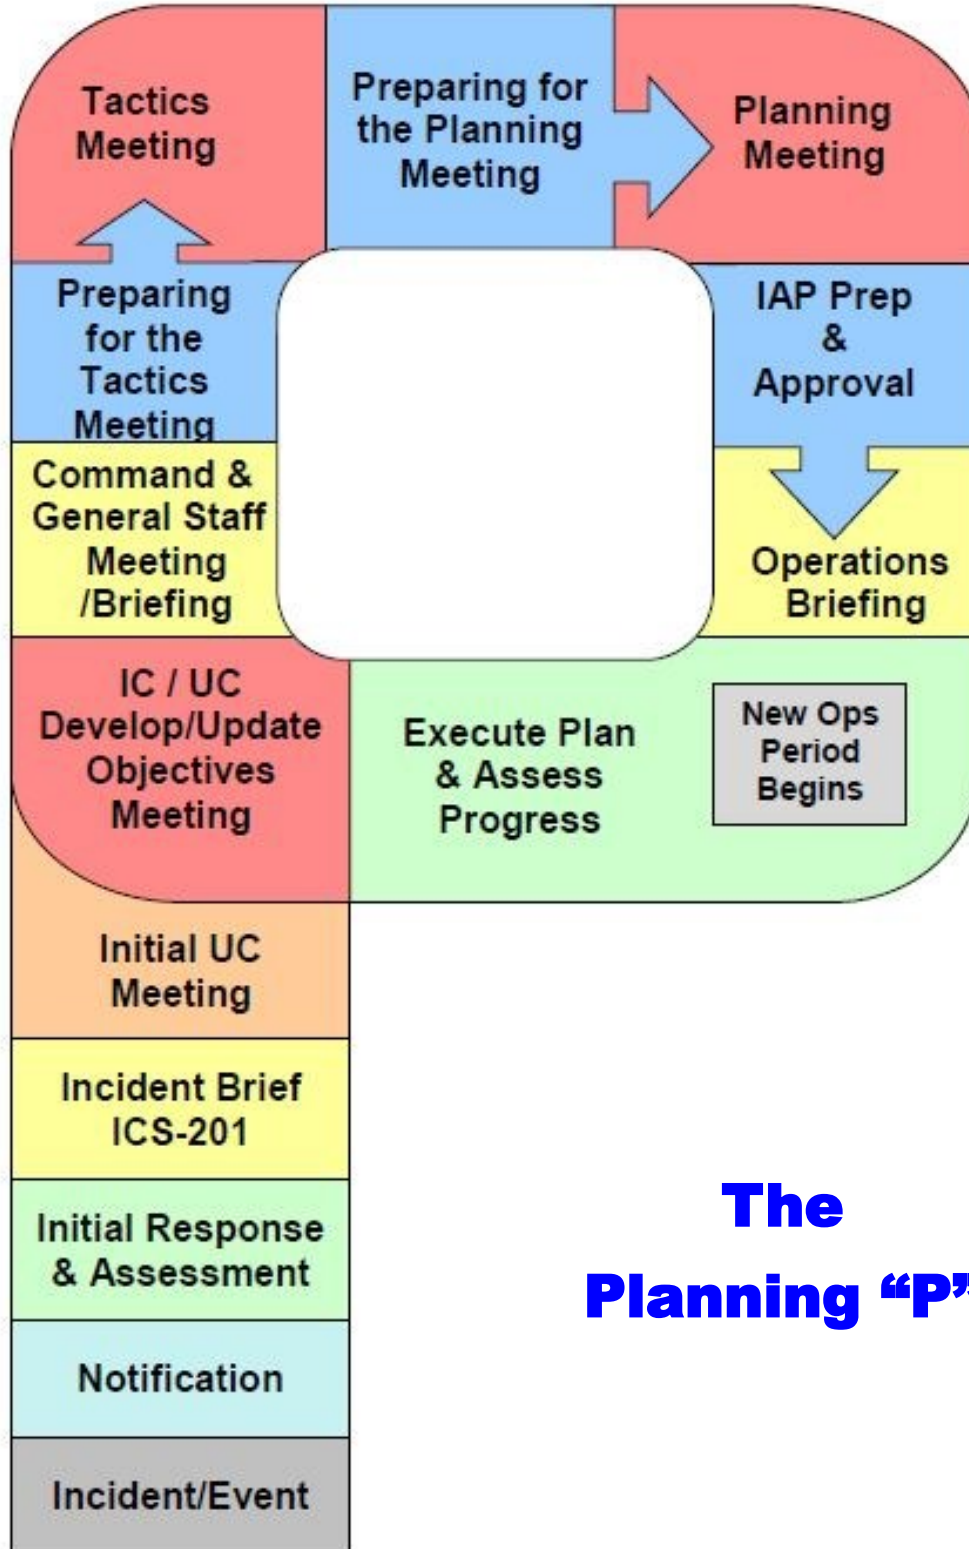 Tactics
Meeting
Preparing for
the Planning
Meeting
Planning
Meeting
Preparing
for the
Tactics
Meeting
IAP Prep
&
Approval
Command &
General Staff
Meeting
/Briefing
Operations
Briefing
IC / UC
Develop/Update
Objectives
Meeting
Execute Plan
& Assess
Progress
New Ops
Period
Begins
Initial UC
Meeting
Incident Brief
ICS-201
Initial Response
& Assessment
Notification
Incident/Event
The
Planning “P”